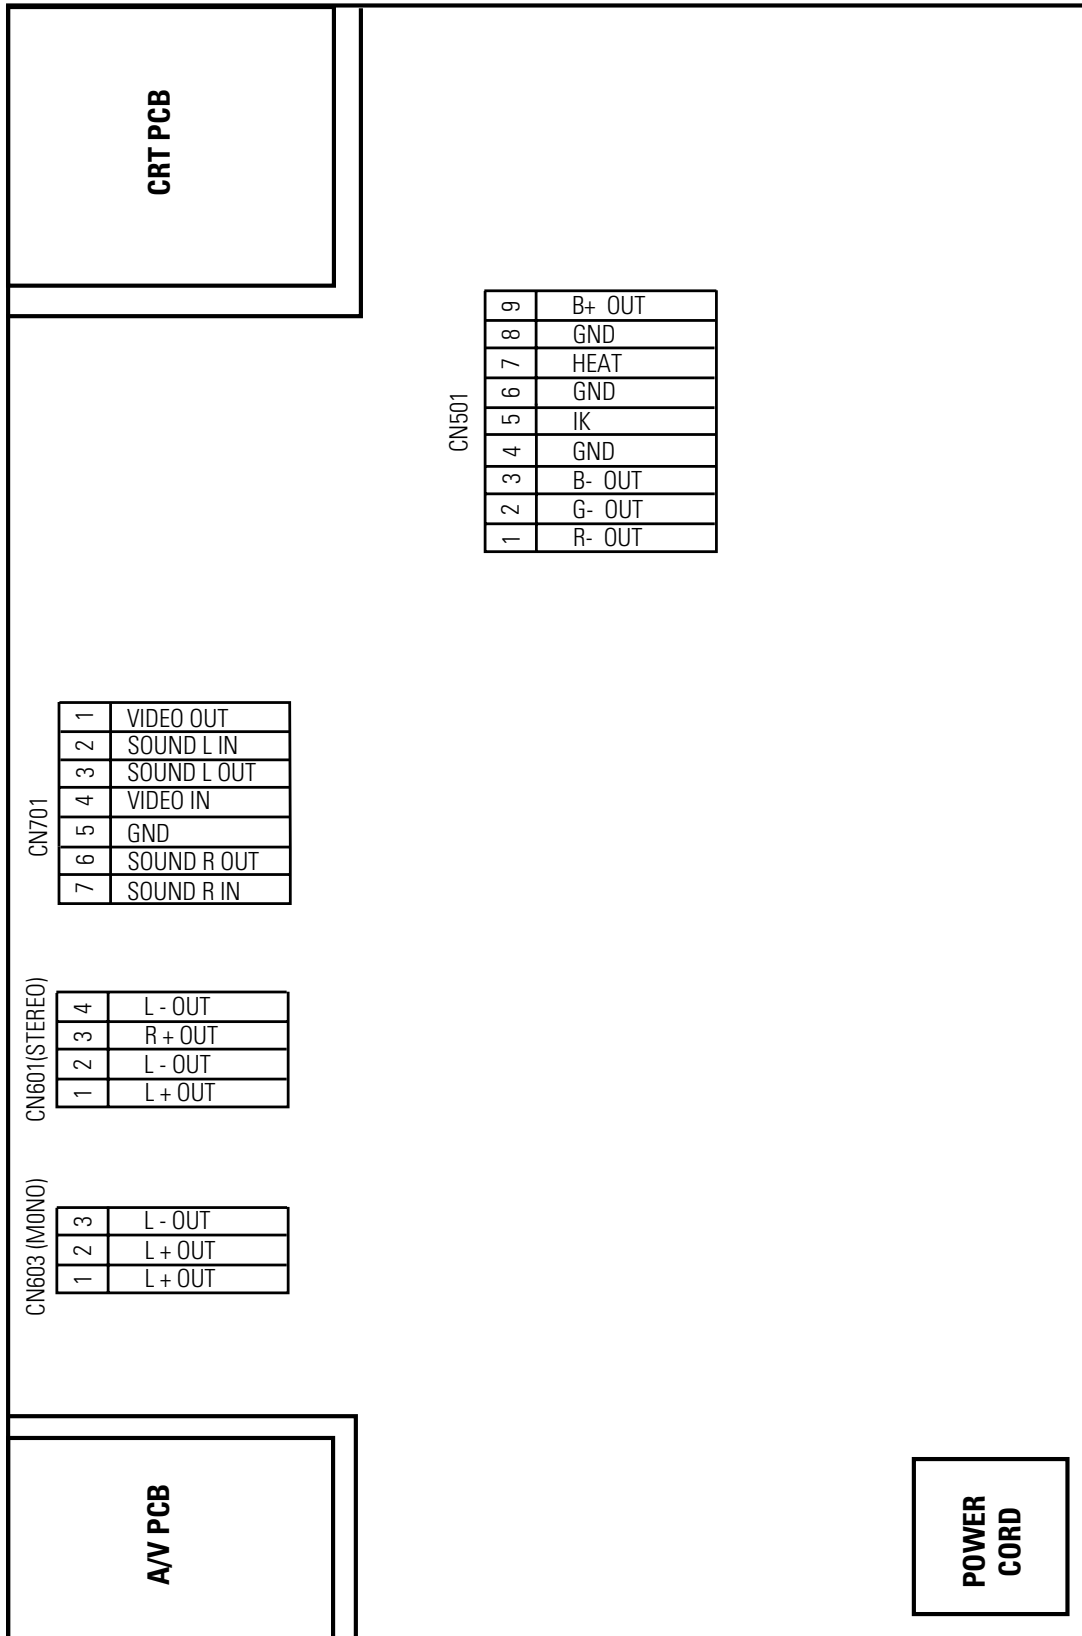 CRT PCB
CN501
9 B+ OUT
8 GND
7 HEAT
6 GND
5 IK
4 GND
3 B- OUT
2 G- OUT
1 R- OUT
CN701
1 VIDEO OUT
2 SOUND L IN
3 SOUND L OUT
4 VIDEO IN
5 GND
6 SOUND R OUT
7 SOUND R IN
CN601(STEREO)
4 L - OUT
3 R + OUT
2 L - OUT
1 L + OUT
CN603 (MONO)
3 L - OUT
2 L + OUT
1 L + OUT
A/V PCB
POWER
CORD